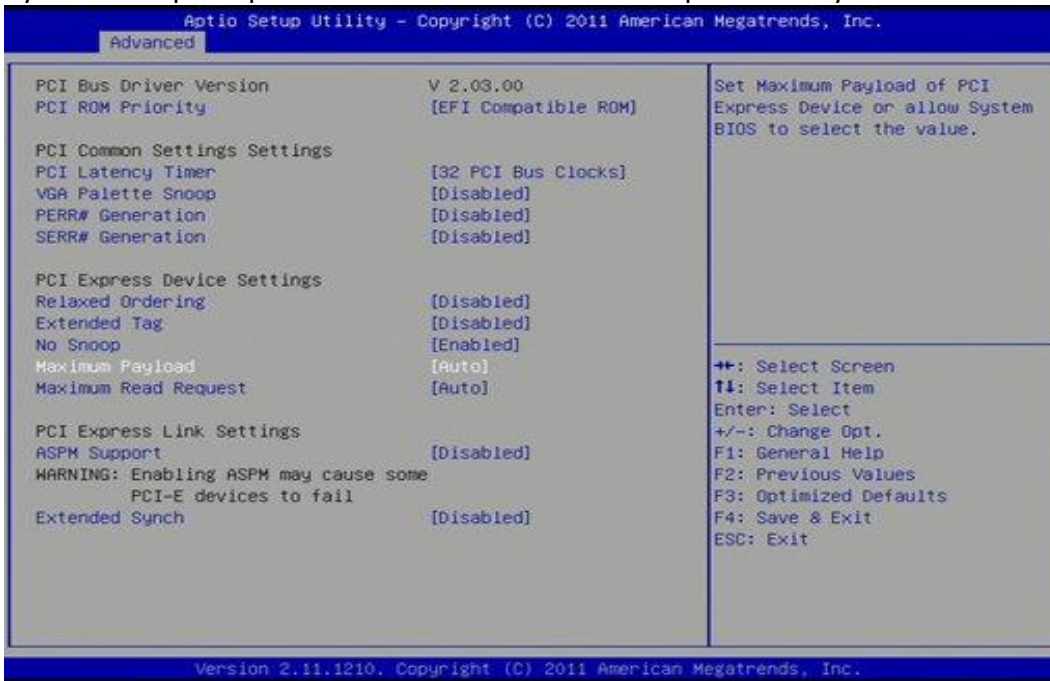 Aptio Setup Utility – Copyright (C) 2011 American Megatrends, Inc.
Advanced
PCI Bus Driver Version V 2.03.00
PCI ROM Priority [EFI Compatible ROM]
PCI Common Settings Settings
PCI Latency Timer [32 PCI Bus Clocks]
VGA Palette Snoop [Disabled]
PERR# Generation [Disabled]
SERR# Generation [Disabled]
PCI Express Device Settings
Relaxed Ordering [Disabled]
Extended Tag [Disabled]
No Snoop [Enabled]
Maximum Payload [Auto]
Maximum Read Request [Auto]
PCI Express Link Settings
ASPM Support [Disabled]
WARNING: Enabling ASPM may cause some
PCI-E devices to fail
Extended Synch [Disabled]
Set Maximum Payload of PCI
Express Device or allow System
BIOS to select the value.
→←: Select Screen
↑↓: Select Item
Enter: Select
+/-: Change Opt.
F1: General Help
F2: Previous Values
F3: Optimized Defaults
F4: Save & Exit
ESC: Exit
Version 2.11.1210. Copyright (C) 2011 American Megatrends, Inc.